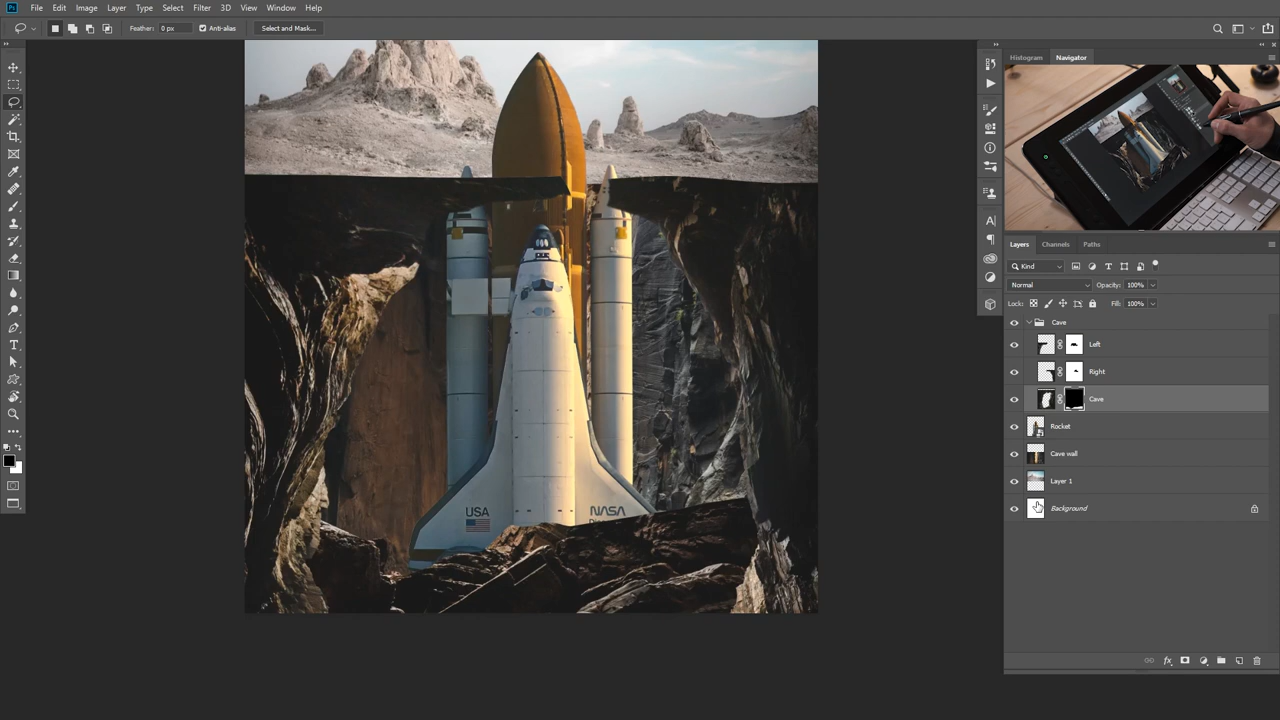 Ps File Edit Image Layer Type Select Filter 3D View Window Help
Feather: 0 px Anti-alias Select and Mask...
Histogram Navigator
Layers Channels Paths
Kind
Normal Opacity: 100%
Lock: Fill: 100%
Cave
Left
Right
Cave
Rocket
Cave wall
Layer 1
Background
USA
NASA